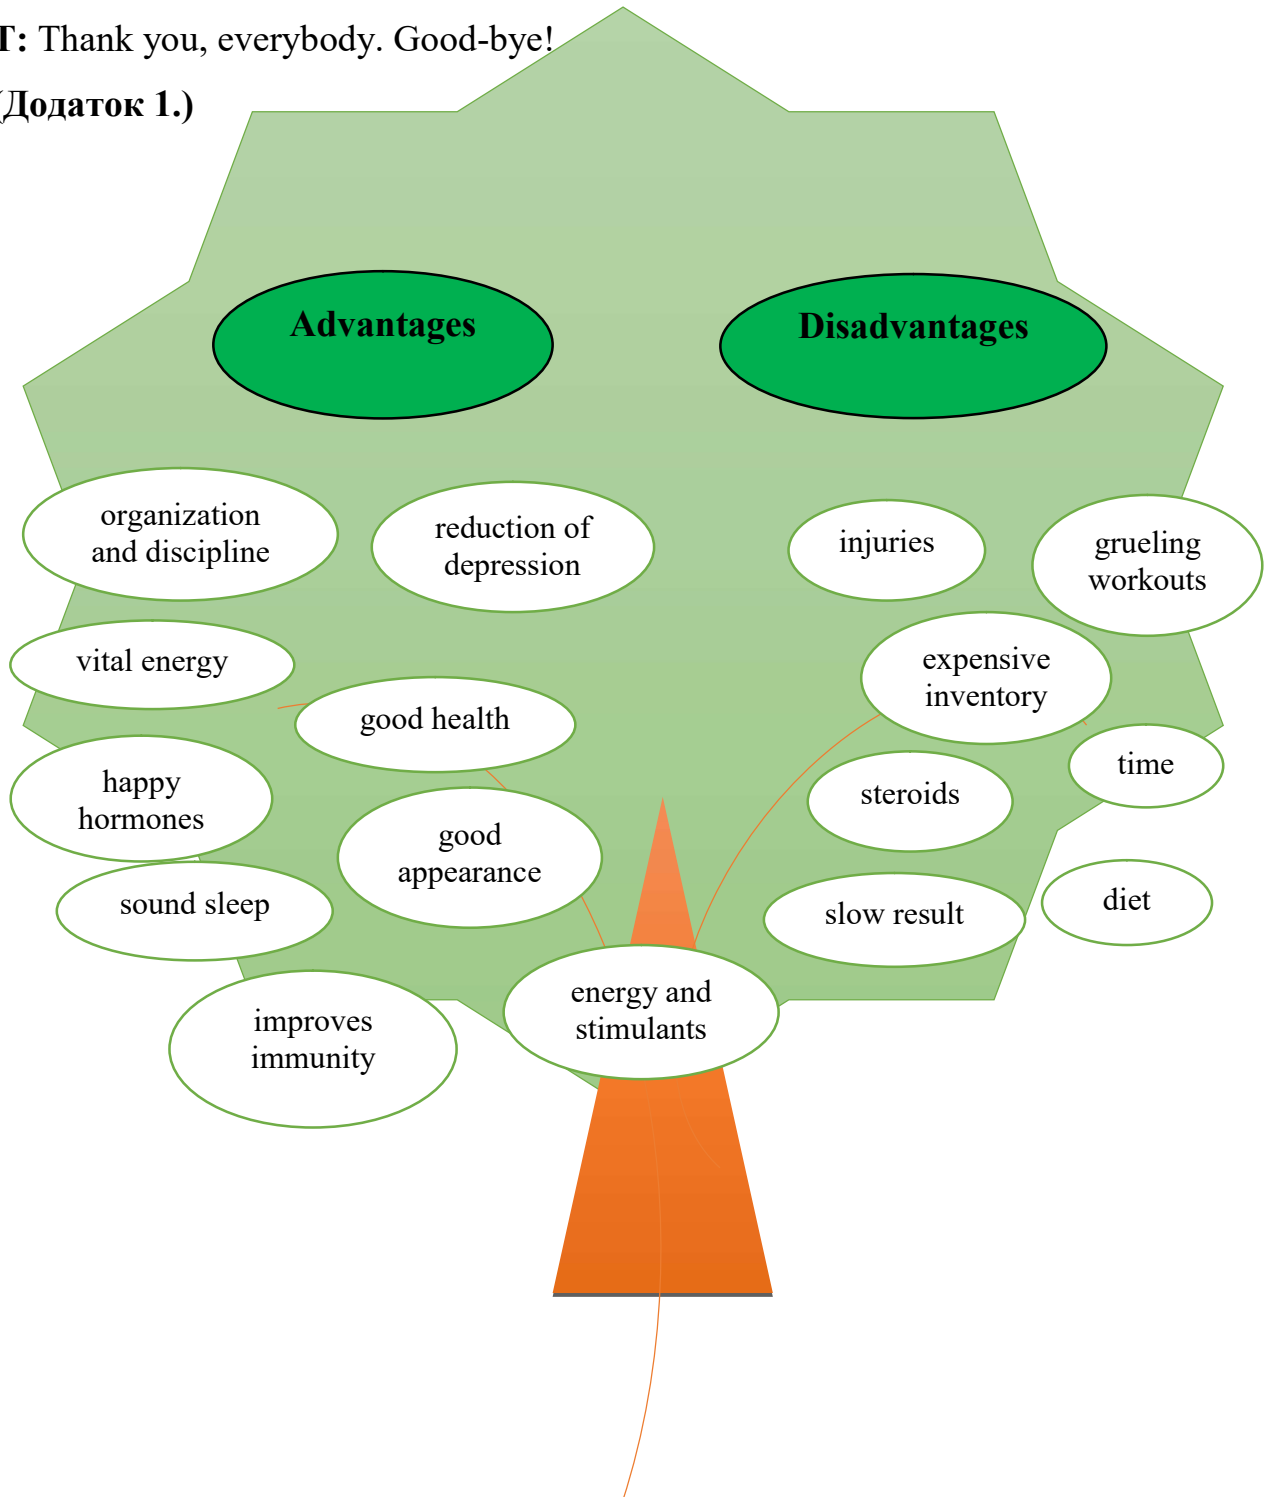 Т: Thank you, everybody. Good-bye!
(Додаток 1.)
Advantages
Disadvantages
organization
and discipline
reduction of
depression
vital energy
good health
happy
hormones
good
appearance
sound sleep
improves
immunity
energy and
stimulants
injuries
grueling
workouts
expensive
inventory
time
steroids
slow result
diet